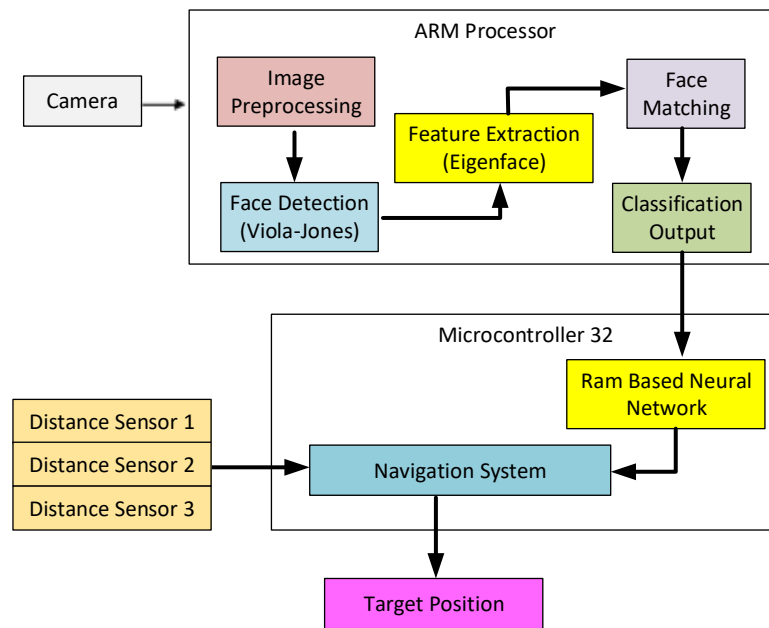 ARM Processor
Camera
Image
Preprocessing
Face Detection
(Viola-Jones)
Feature Extraction
(Eigenface)
Face
Matching
Classification
Output
Microcontroller 32
Ram Based Neural
Network
Distance Sensor 1
Distance Sensor 2
Distance Sensor 3
Navigation System
Target Position